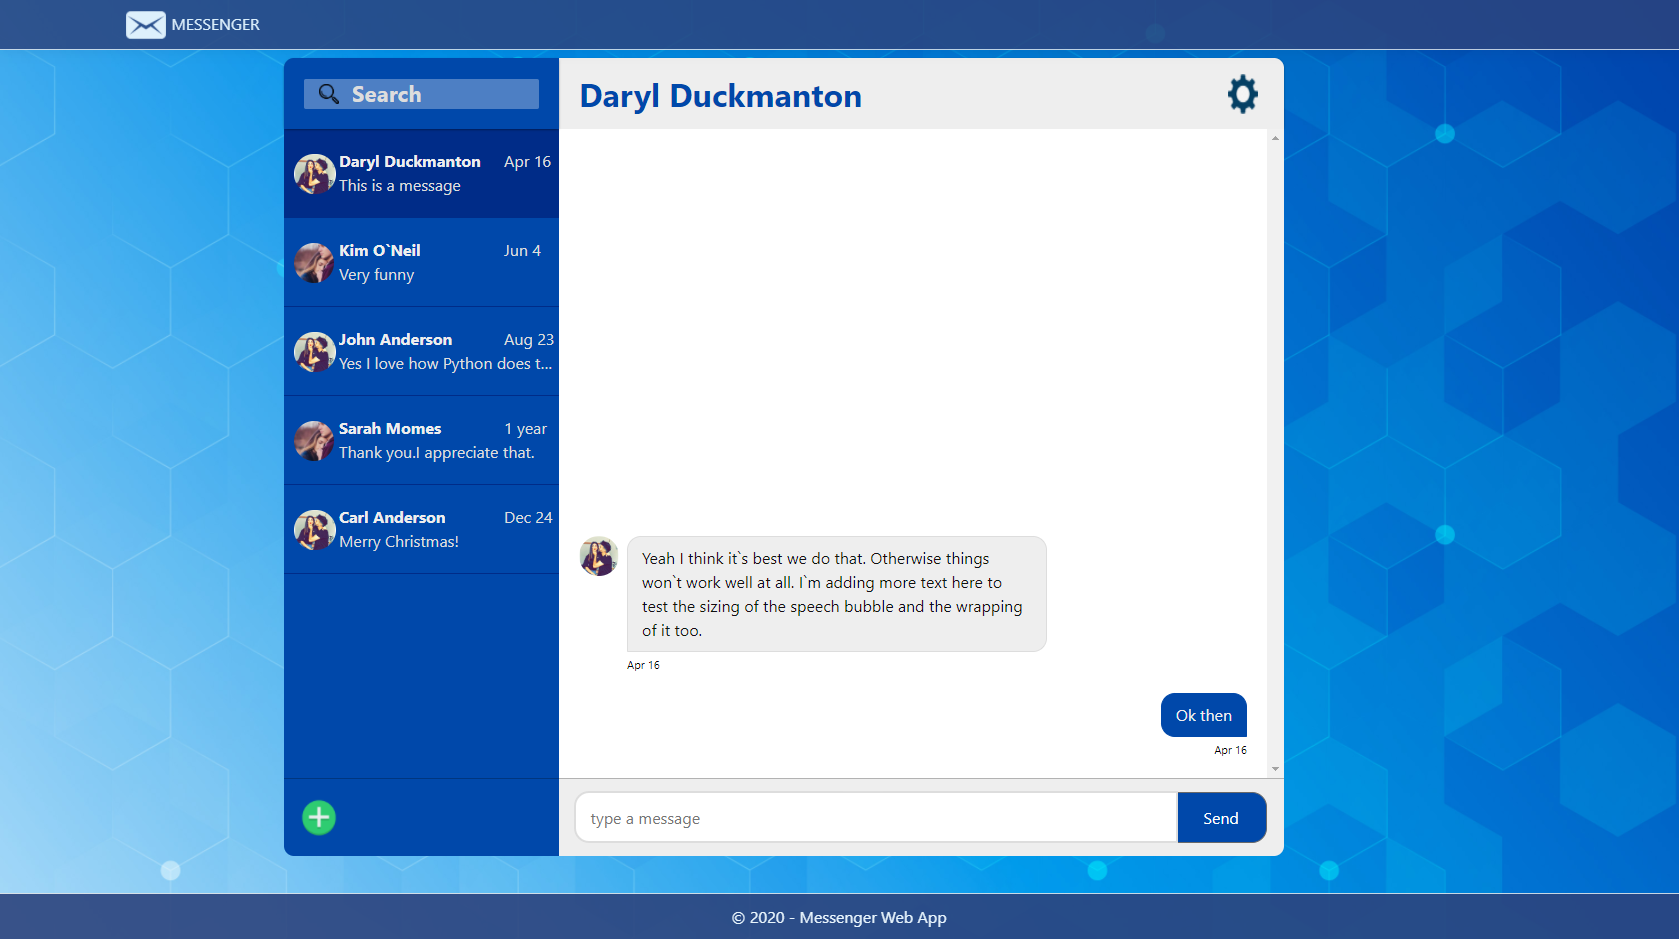 MESSENGER
Search
Daryl Duckmanton
Daryl Duckmanton Apr 16
This is a message
Kim O`Neil Jun 4
Very funny
John Anderson Aug 23
Yes I love how Python does t...
Sarah Momes 1 year
Thank you.I appreciate that.
Carl Anderson Dec 24
Merry Christmas!
Yeah I think it`s best we do that. Otherwise things
won`t work well at all. I`m adding more text here to
test the sizing of the speech bubble and the wrapping
of it too.
Apr 16
Ok then
Apr 16
type a message
Send
© 2020 - Messenger Web App